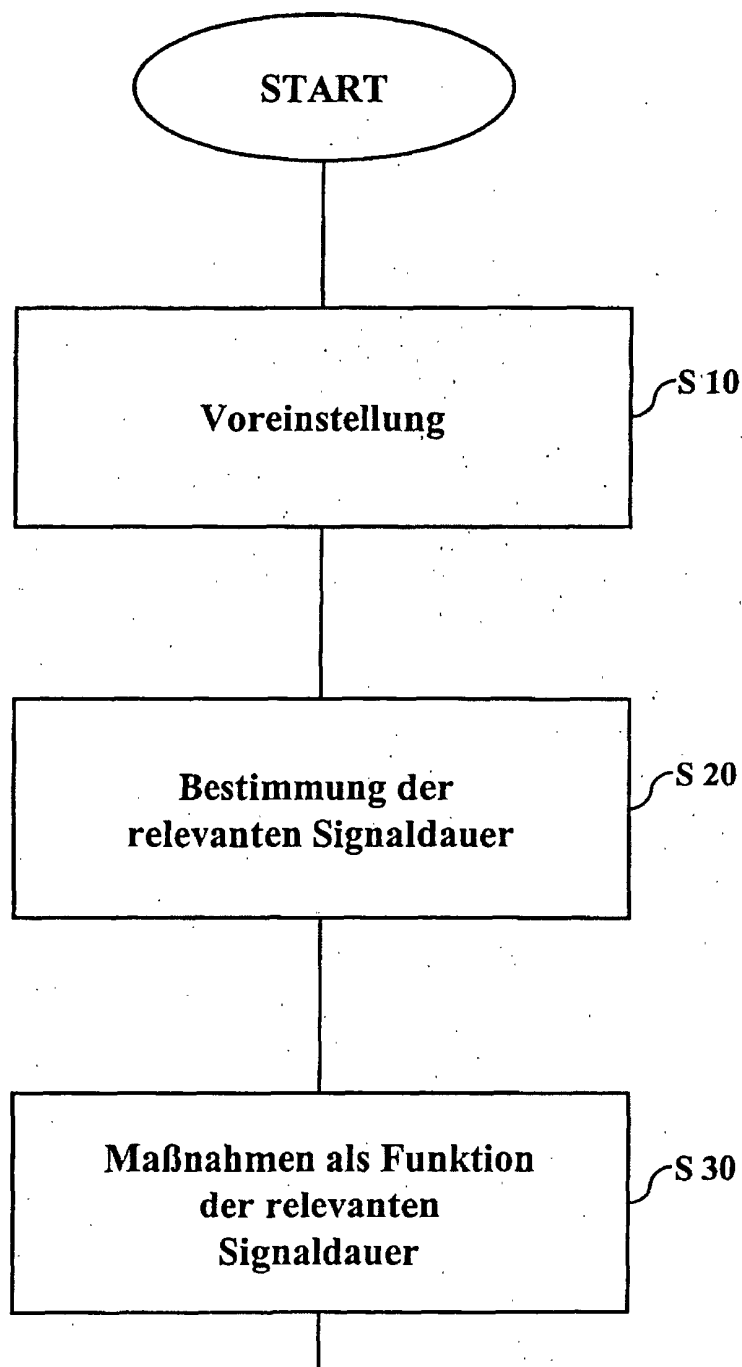 START
Voreinstellung
S 10
Bestimmung der
relevanten Signaldauer
S 20
Maßnahmen als Funktion
der relevanten
Signaldauer
S 30